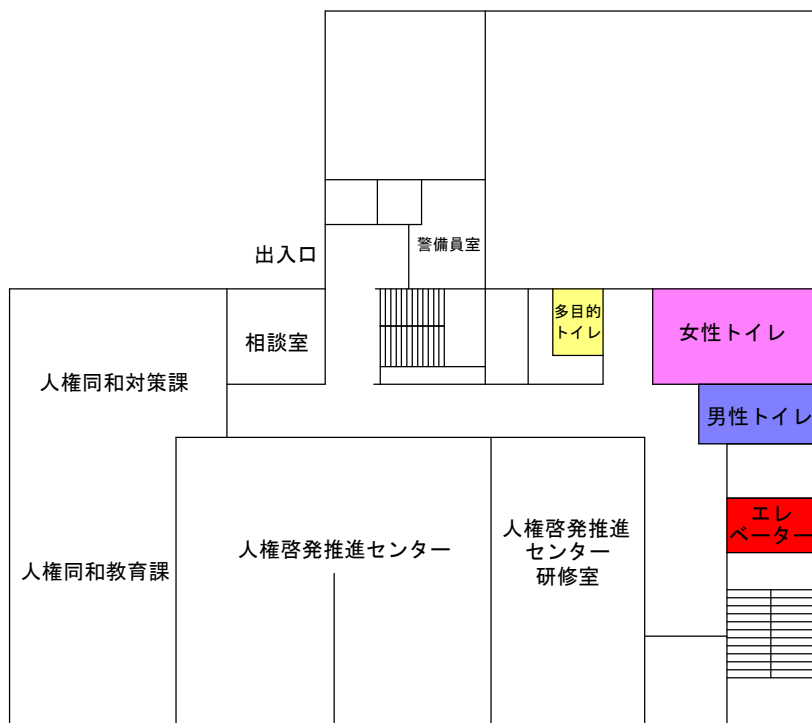 出入口
警備員室
相談室
多目的
トイレ
女性トイレ
人権同和対策課
男性トイレ
エレ
ベーター
人権啓発推進センター
人権啓発推進
センター
研修室
人権同和教育課